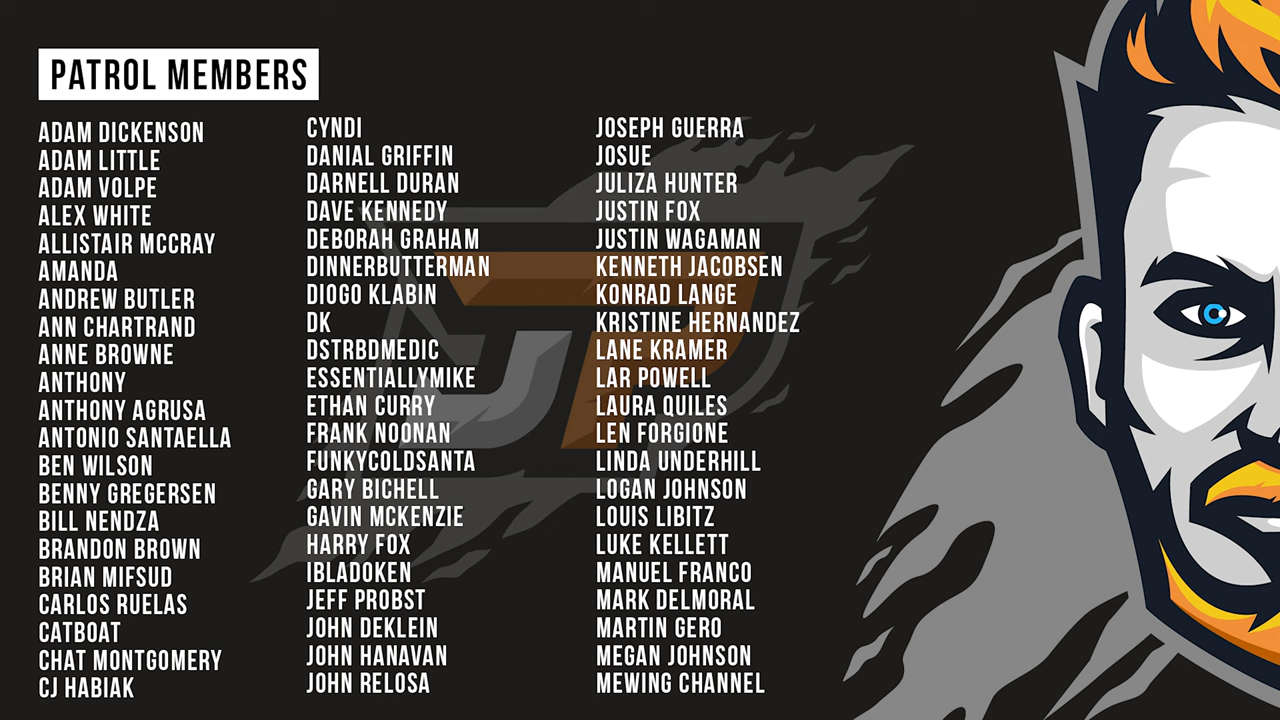 PATROL MEMBERS
ADAM DICKENSON
ADAM LITTLE
ADAM VOLPE
ALEX WHITE
ALLISTAIR MCCRAY
AMANDA
ANDREW BUTLER
ANN CHARTRAND
ANNE BROWNE
ANTHONY
ANTHONY AGRUSA
ANTONIO SANTAELLA
BEN WILSON
BENNY GREGERSEN
BILL NENDZA
BRANDON BROWN
BRIAN MIFSUD
CARLOS RUELAS
CATBOAT
CHAT MONTGOMERY
CJ HABIAK
CYNDI
DANIAL GRIFFIN
DARNELL DURAN
DAVE KENNEDY
DEBORAH GRAHAM
DINNERBUTTERMAN
DIOGO KLABIN
DK
DSTRBDMEDIC
ESSENTIALLYMIKE
ETHAN CURRY
FRANK NOONAN
FUNKYCOLDSANTA
GARY BICHELL
GAVIN MCKENZIE
HARRY FOX
IBLADOKEN
JEFF PROBST
JOHN DEKLEIN
JOHN HANAVAN
JOHN RELOSA
JOSEPH GUERRA
JOSUE
JULIZA HUNTER
JUSTIN FOX
JUSTIN WAGAMAN
KENNETH JACOBSEN
KONRAD LANGE
KRISTINE HERNANDEZ
LANE KRAMER
LAR POWELL
LAURA QUILES
LEN FORGIONE
LINDA UNDERHILL
LOGAN JOHNSON
LOUIS LIBITZ
LUKE KELLETT
MANUEL FRANCO
MARK DELMORAL
MARTIN GERO
MEGAN JOHNSON
MEWING CHANNEL
JR